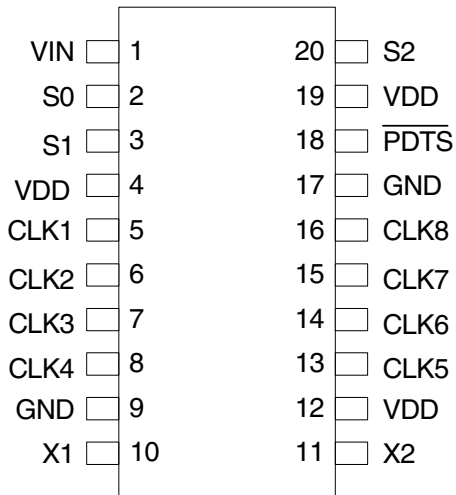 VIN 1 20 S2
S0 2 19 VDD
S1 3 18 P̅D̅T̅S̅
VDD 4 17 GND
CLK1 5 16 CLK8
CLK2 6 15 CLK7
CLK3 7 14 CLK6
CLK4 8 13 CLK5
GND 9 12 VDD
X1 10 11 X2